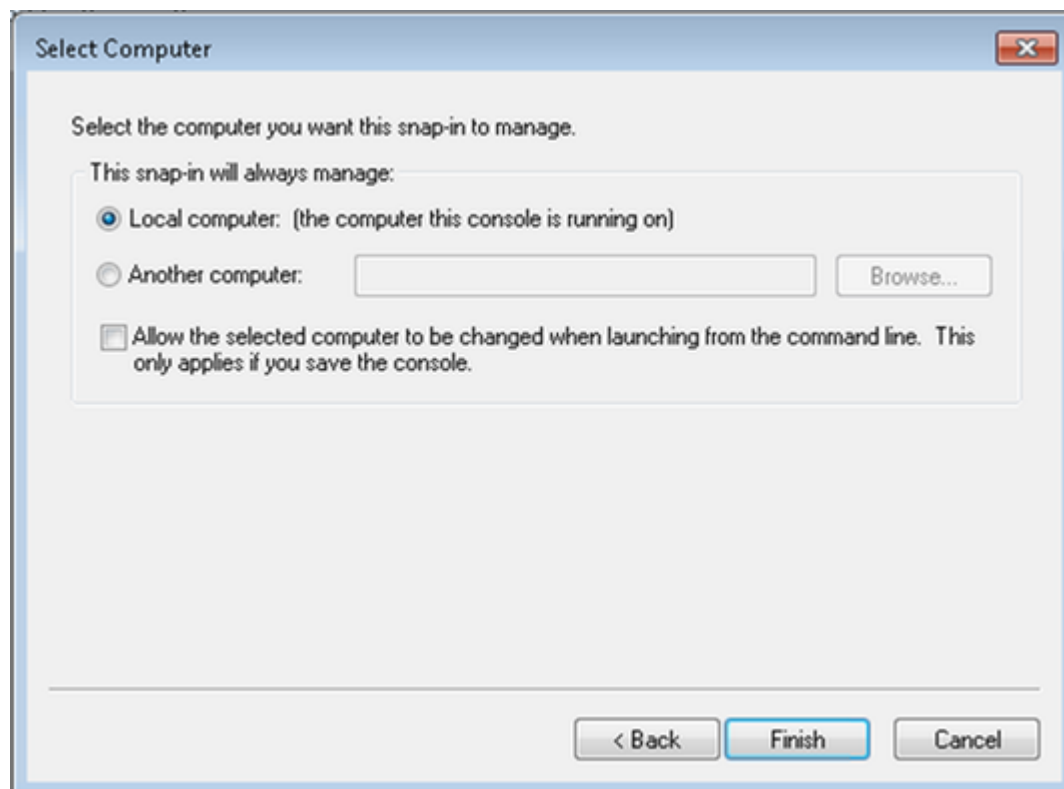 Select Computer
Select the computer you want this snap-in to manage.
This snap-in will always manage:
Local computer: (the computer this console is running on)
Another computer:
Browse...
Allow the selected computer to be changed when launching from the command line. This
only applies if you save the console.
< Back
Finish
Cancel